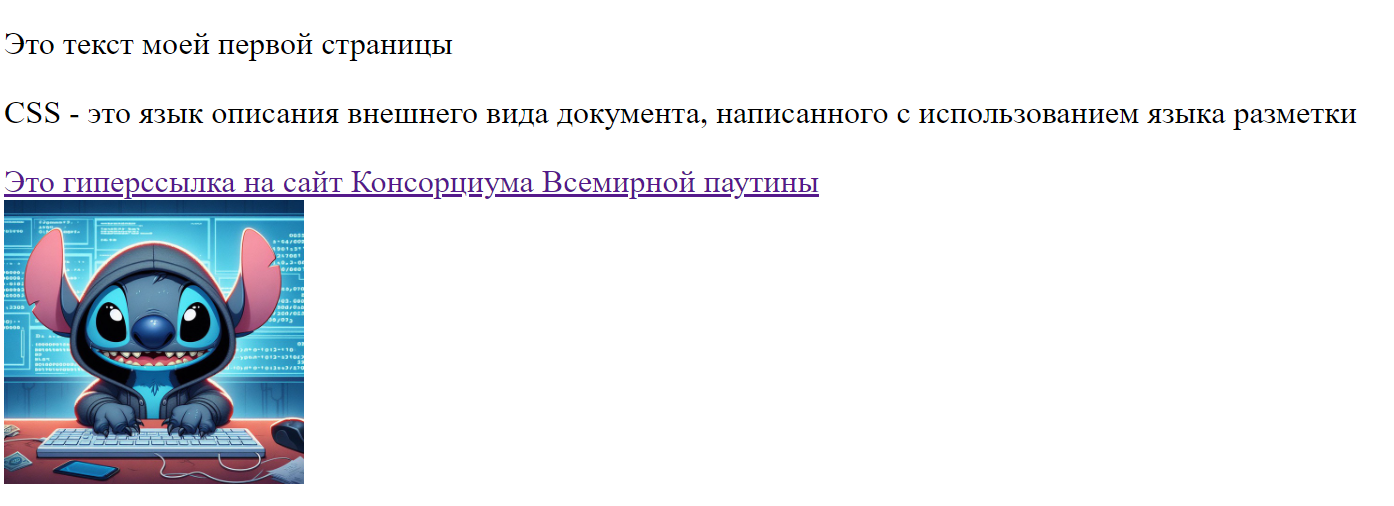 Это текст моей первой страницы
CSS - это язык описания внешнего вида документа, написанного с использованием языка разметки
Это гиперссылка на сайт Консорциума Всемирной паутины